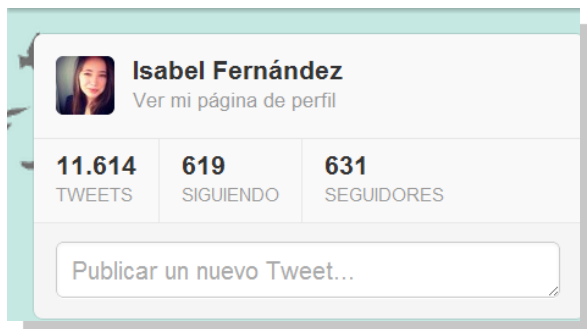 Isabel Fernández
Ver mi página de perfil
11.614 619 631
TWEETS SIGUIENDO SEGUIDORES
Publicar un nuevo Tweet...